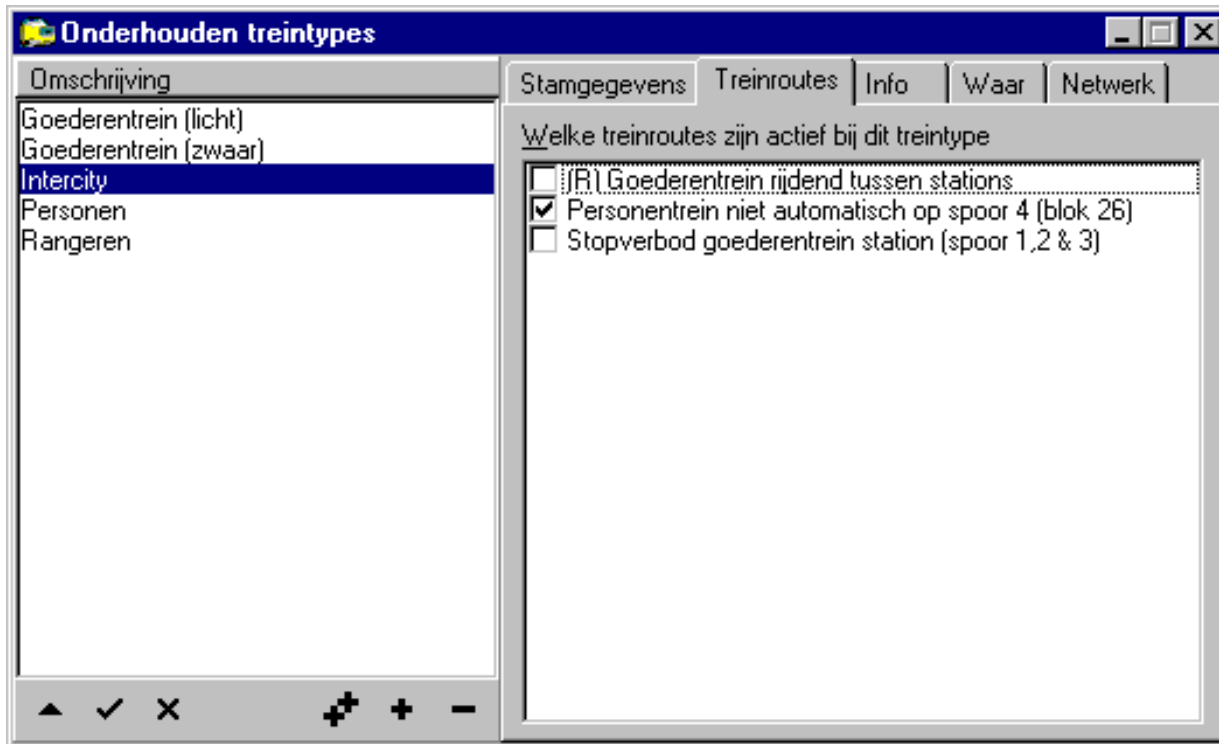 Onderhouden treintypes
Omschrijving
Goederentrein (licht)
Goederentrein (zwaar)
Intercity
Personen
Rangeren
Stamgegevens Treinroutes Info Waar Netwerk
Welke treinroutes zijn actief bij dit treintype
(R) Goederentrein rijdend tussen stations
Personentrein niet automatisch op spoor 4 (blok 26)
Stopverbod goederentrein station (spoor 1,2 & 3)